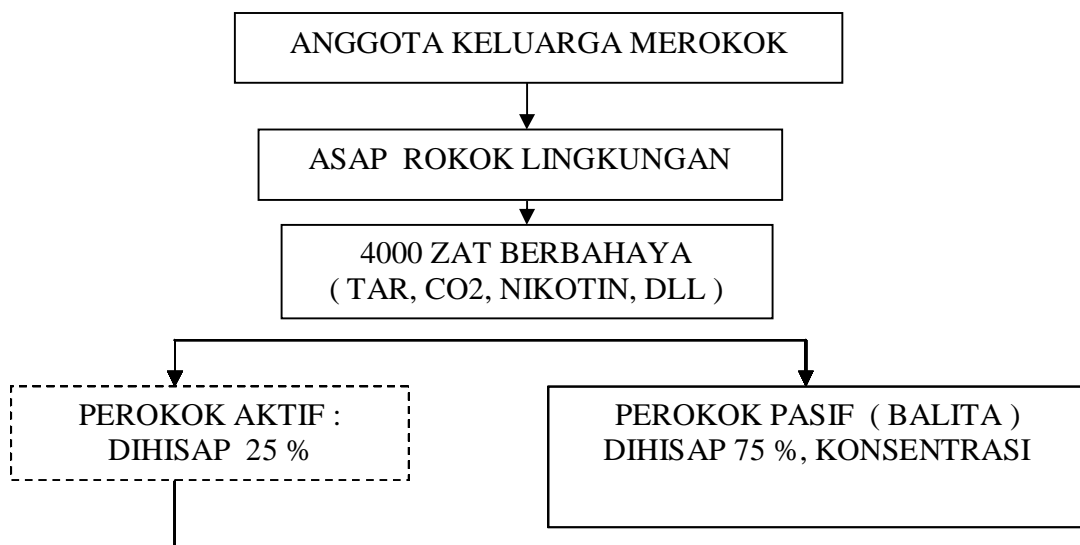 ANGGOTA KELUARGA MEROKOK
ASAP ROKOK LINGKUNGAN
4000 ZAT BERBAHAYA
( TAR, CO2, NIKOTIN, DLL )
PEROKOK AKTIF :
DIHISAP 25 %
PEROKOK PASIF ( BALITA )
DIHISAP 75 %, KONSENTRASI